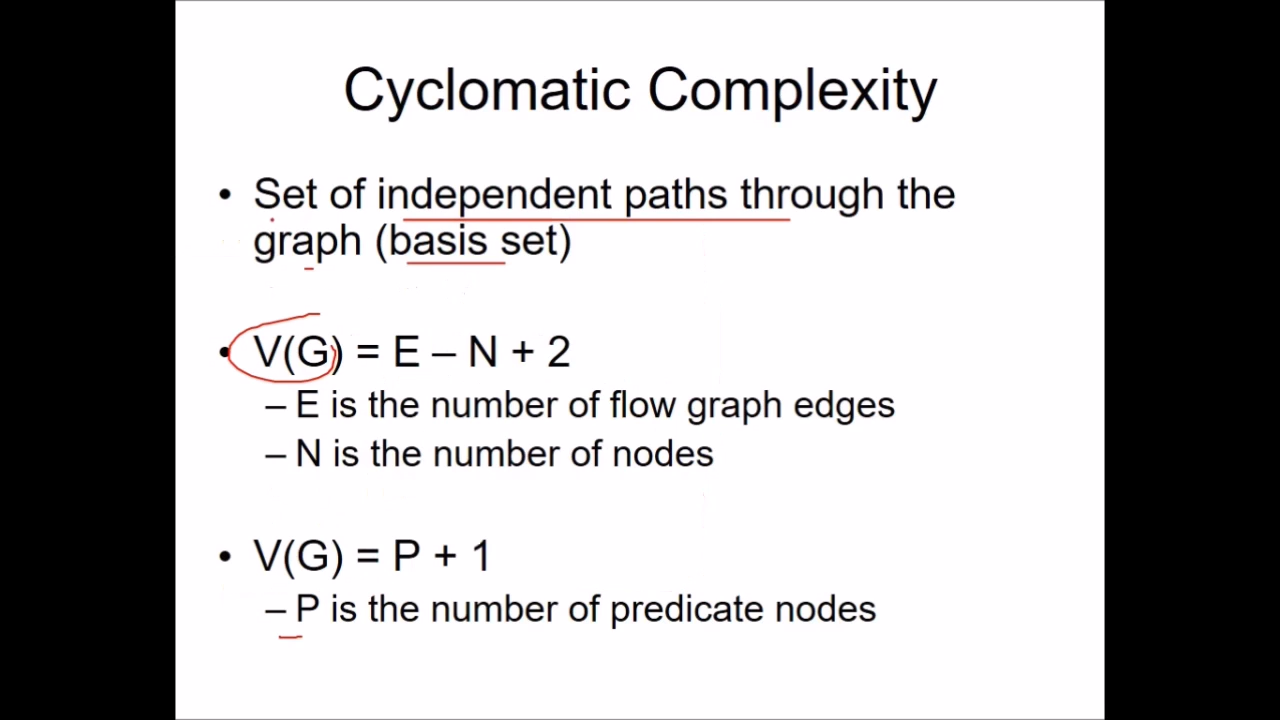 Cyclomatic Complexity
• Set of independent paths through the
graph (basis set)
• V(G) = E – N + 2
– E is the number of flow graph edges
– N is the number of nodes
• V(G) = P + 1
– P is the number of predicate nodes